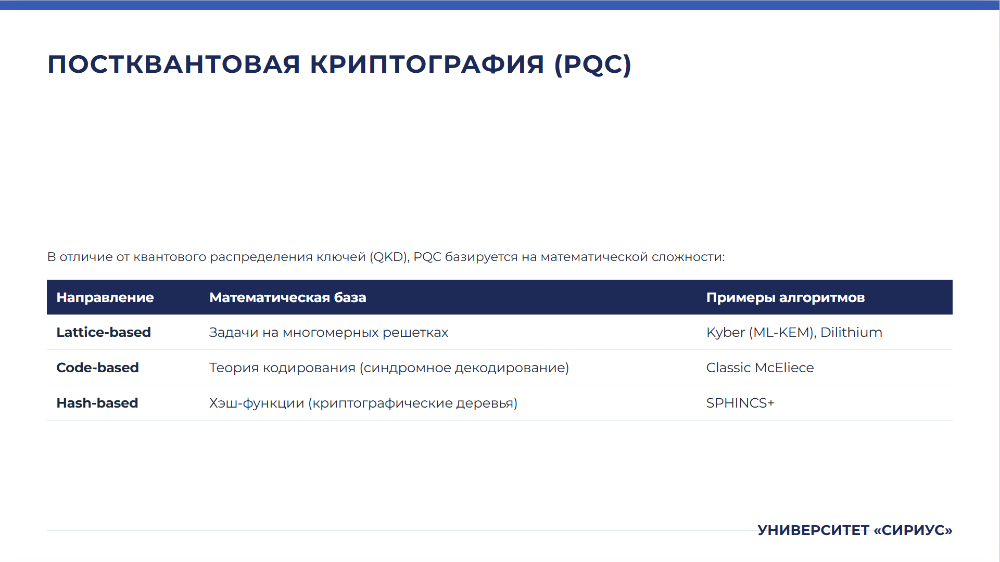 ПОСТКВАНТОВАЯ КРИПТОГРАФИЯ (PQC)
В отличие от квантового распределения ключей (QKD), PQC базируется на математической сложности:
Направление Математическая база Примеры алгоритмов
Lattice-based Задачи на многомерных решетках Kyber (ML-KEM), Dilithium
Code-based Теория кодирования (синдромное декодирование) Classic McEliece
Hash-based Хэш-функции (криптографические деревья) SPHINCS+
УНИВЕРСИТЕТ «СИРИУС»